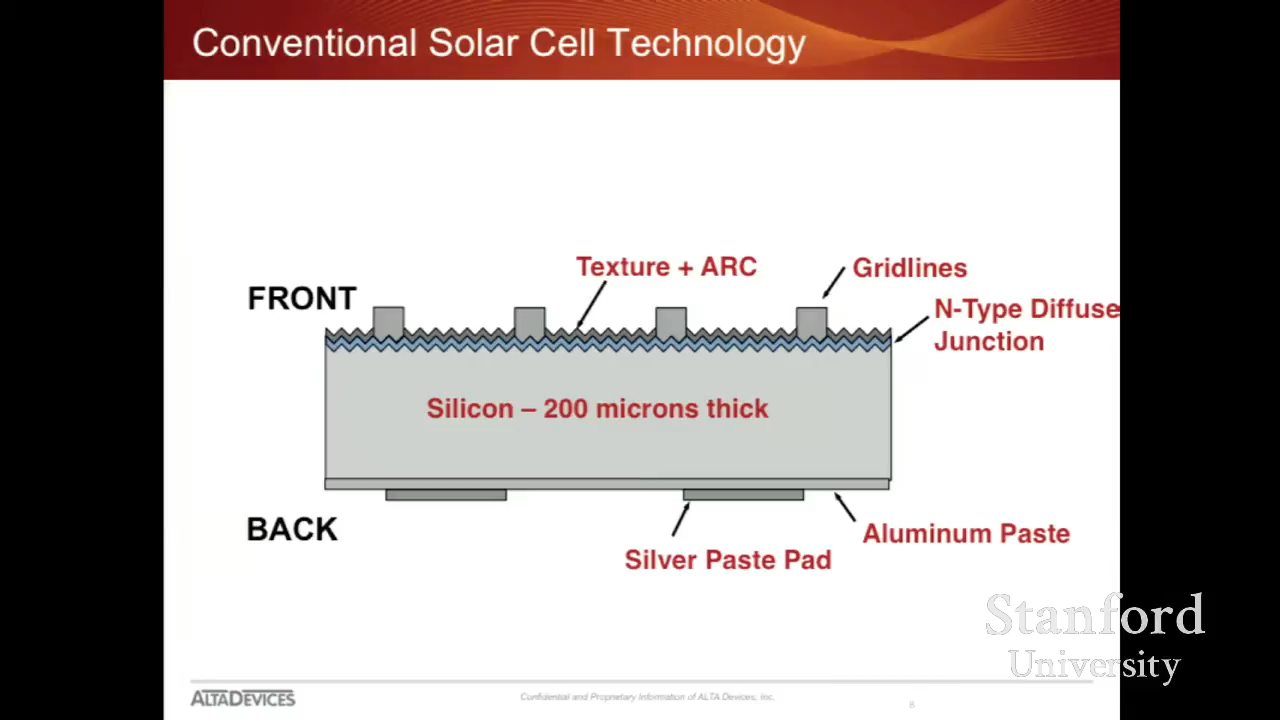 Conventional Solar Cell Technology
Texture + ARC
Gridlines
FRONT
N-Type Diffuse
Junction
Silicon – 200 microns thick
BACK
Aluminum Paste
Silver Paste Pad
Stanford
University
ALTADEVICES
Confidential and Proprietary Information of ALTA Devices, Inc.